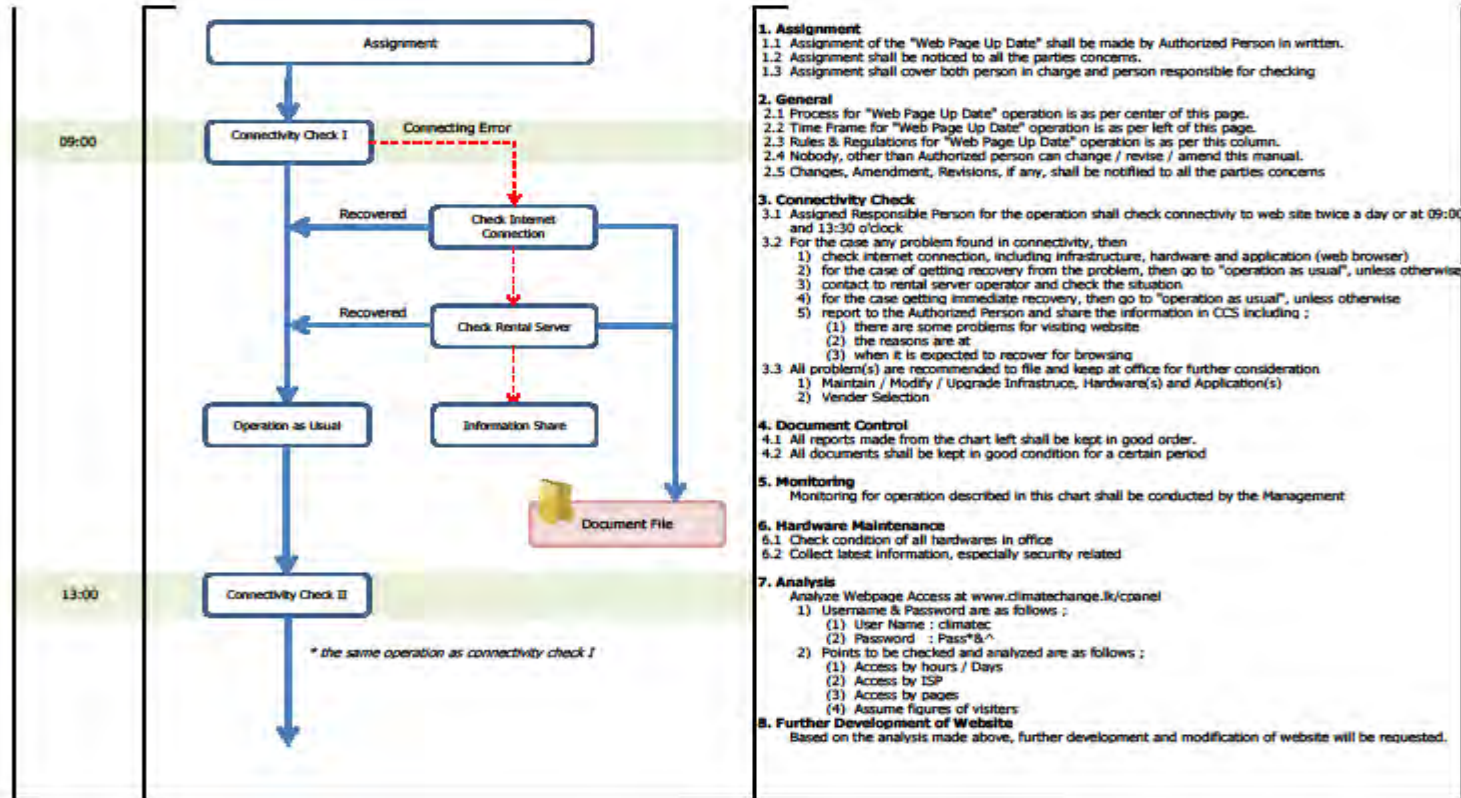 Assignment
09:00
Connectivity Check I
Connecting Error
Recovered
Check Internet
Connection
Recovered
Check Rental Server
Operation as Usual
Information Share
Document File
13:00
Connectivity Check II
* the same operation as connectivity check I
1. Assignment
1.1 Assignment of the "Web Page Up Date" shall be made by Authorized Person in written.
1.2 Assignment shall be noticed to all the parties concerns.
1.3 Assignment shall cover both person in charge and person responsible for checking
2. General
2.1 Process for "Web Page Up Date" operation is as per center of this page.
2.2 Time Frame for "Web Page Up Date" operation is as per left of this page.
2.3 Rules & Regulations for "Web Page Up Date" operation is as per this column.
2.4 Nobody, other than Authorized person can change / revise / amend this manual.
2.5 Changes, Amendment, Revisions, if any, shall be notified to all the parties concerns
3. Connectivity Check
3.1 Assigned Responsible Person for the operation shall check connectiviy to web site twice a day or at 09:00
and 13:30 o'clock
3.2 For the case any problem found in connectivity, then
1) check internet connection, including infrastructure, hardware and application (web browser)
2) for the case of getting recovery from the problem, then go to "operation as usual", unless otherwise
3) contact to rental server operator and check the situation
4) for the case getting immediate recovery, then go to "operation as usual", unless otherwise
5) report to the Authorized Person and share the information in CCS including ;
(1) there are some problems for visiting website
(2) the reasons are at
(3) when it is expected to recover for browsing
3.3 All problem(s) are recommended to file and keep at office for further consideration
1) Maintain / Modify / Upgrade Infrastruce, Hardware(s) and Application(s)
2) Vender Selection
4. Document Control
4.1 All reports made from the chart left shall be kept in good order.
4.2 All documents shall be kept in good condition for a certain period
5. Monitoring
Monitoring for operation described in this chart shall be conducted by the Management
6. Hardware Maintenance
6.1 Check condition of all hardwares in office
6.2 Collect latest information, especially security related
7. Analysis
Analyze Webpage Access at www.climatechange.lk/cpanel
1) Username & Password are as follows ;
(1) User Name : climatec
(2) Password : Pass*&^
2) Points to be checked and analyzed are as follows ;
(1) Access by hours / Days
(2) Access by ISP
(3) Access by pages
(4) Assume figures of visiters
8. Further Development of Website
Based on the analysis made above, further development and modification of website will be requested.